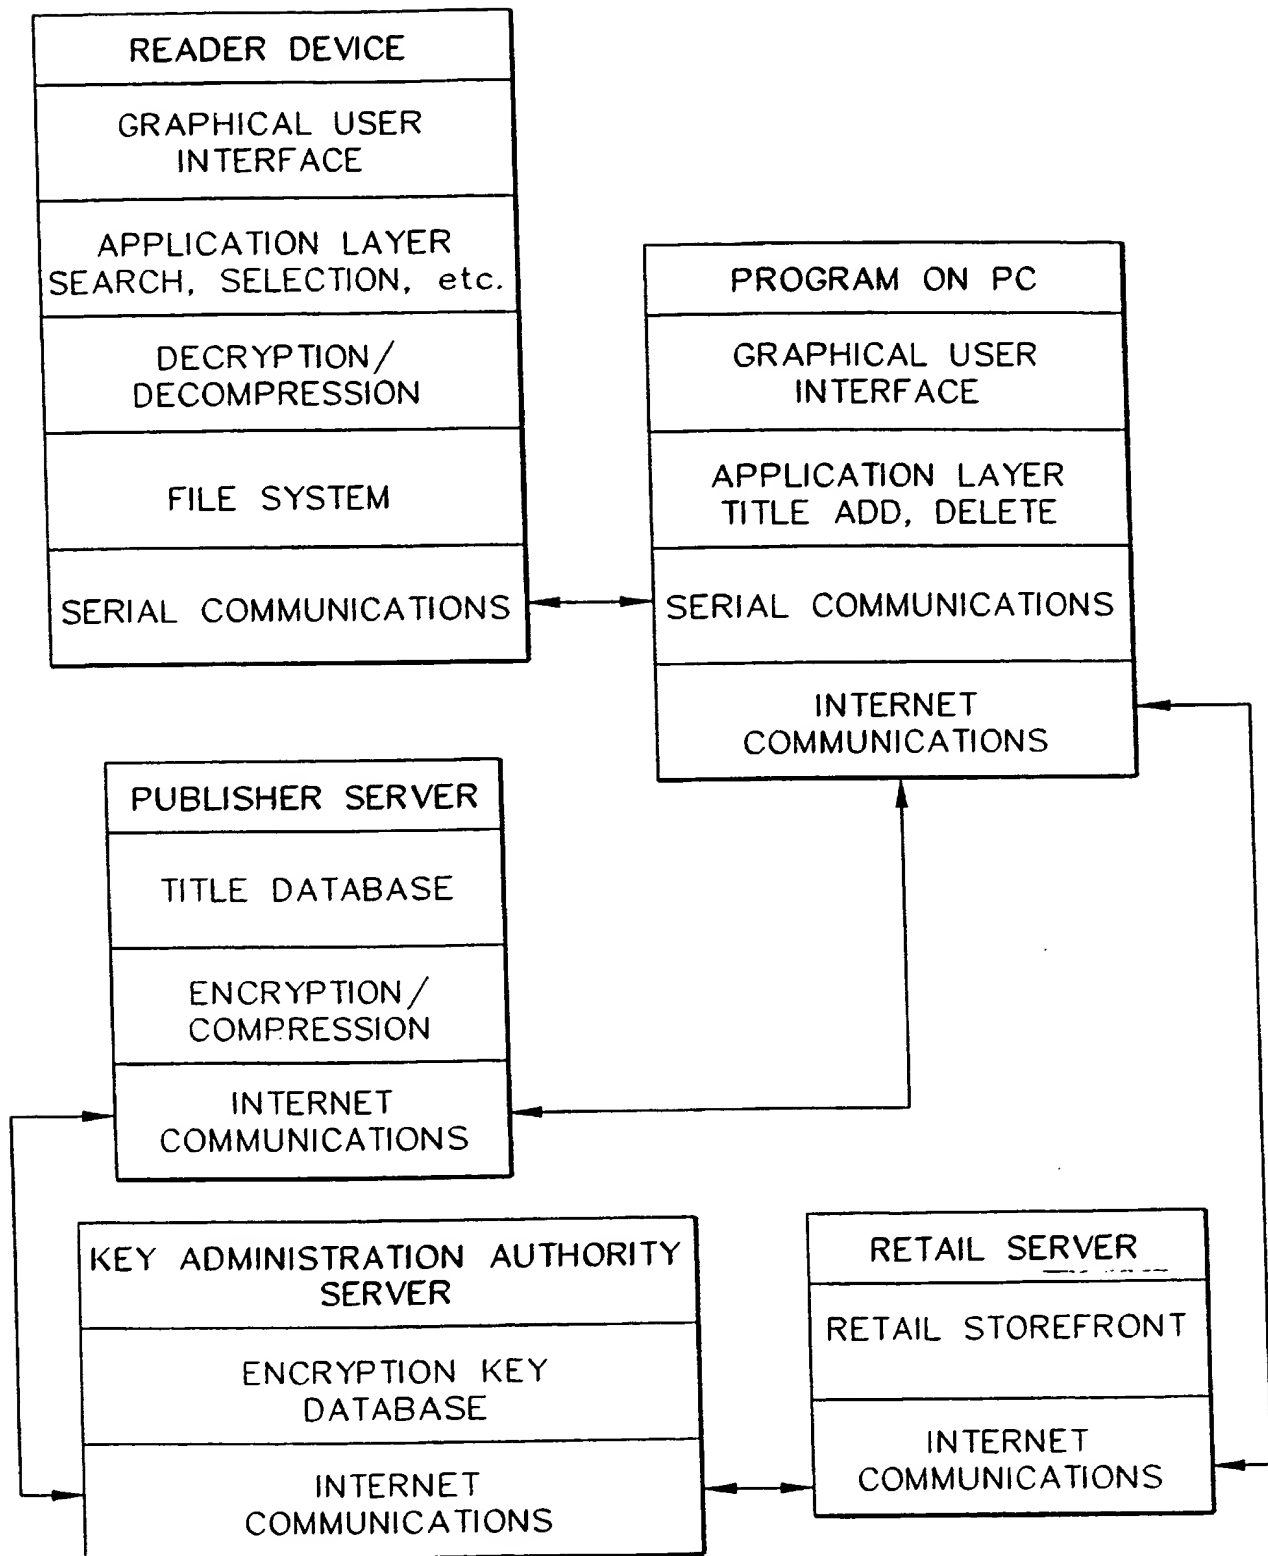 READER DEVICE
GRAPHICAL USER
INTERFACE
APPLICATION LAYER
SEARCH, SELECTION, etc.
DECRYPTION/
DECOMPRESSION
FILE SYSTEM
SERIAL COMMUNICATIONS
PROGRAM ON PC
GRAPHICAL USER
INTERFACE
APPLICATION LAYER
TITLE ADD, DELETE
SERIAL COMMUNICATIONS
INTERNET
COMMUNICATIONS
PUBLISHER SERVER
TITLE DATABASE
ENCRYPTION/
COMPRESSION
INTERNET
COMMUNICATIONS
KEY ADMINISTRATION AUTHORITY
SERVER
ENCRYPTION KEY
DATABASE
INTERNET
COMMUNICATIONS
RETAIL SERVER
RETAIL STOREFRONT
INTERNET
COMMUNICATIONS